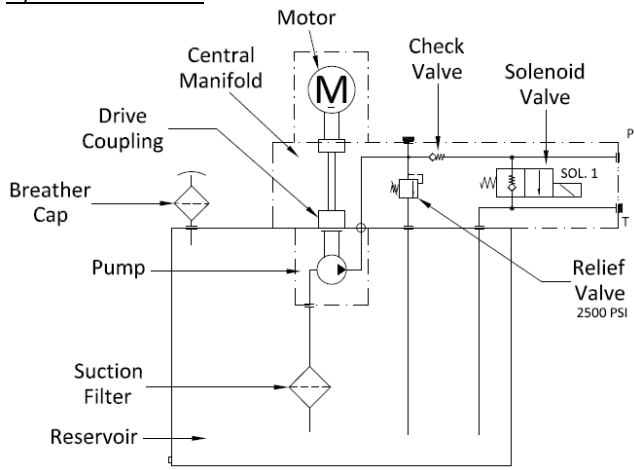 Motor
Central
Manifold
Check
Valve
Solenoid
Valve
Drive
Coupling
M
P
SOL. 1
Breather
Cap
T
Pump
Relief
Valve
2500 PSI
Suction
Filter
Reservoir